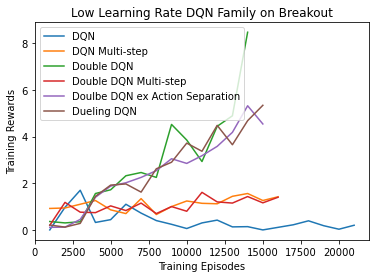 Low Learning Rate DQN Family on Breakout
DQN
DQN Multi-step
Double DQN
Double DQN Multi-step
Doulbe DQN ex Action Separation
Dueling DQN
Training Rewards
8
6
4
2
0
0 2500 5000 7500 10000 12500 15000 17500 20000
Training Episodes